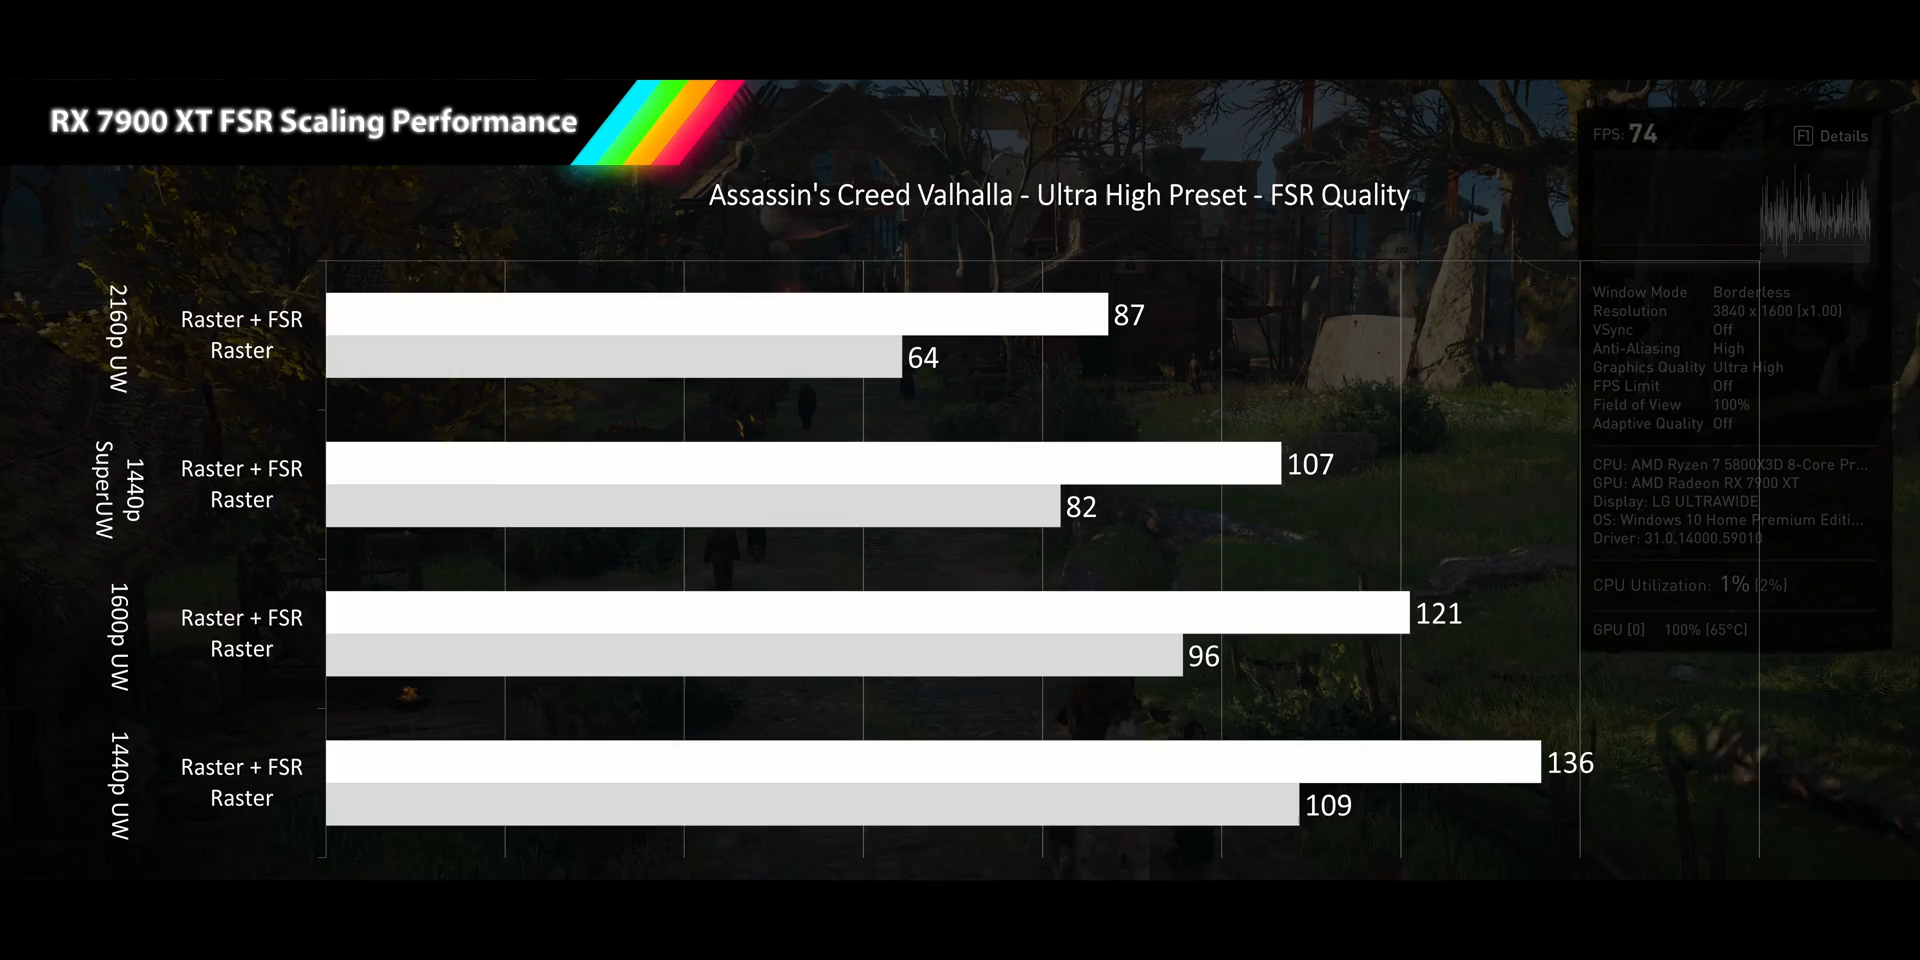 RX 7900 XT FSR Scaling Performance
FPS: 74
F1 Details
Assassin's Creed Valhalla - Ultra High Preset - FSR Quality
2160p UW
Raster + FSR
87
Raster
64
1440p
SuperUW
Raster + FSR
107
Raster
82
1600p UW
Raster + FSR
121
Raster
96
1440p UW
Raster + FSR
136
Raster
109
Window Mode Borderless
Resolution 3840 x 1600 (x1.00)
VSync Off
Anti-Aliasing High
Graphics Quality Ultra High
FPS Limit Off
Field of View 100%
Adaptive Quality Off
CPU: AMD Ryzen 7 5800X3D 8-Core Pr...
GPU: AMD Radeon RX 7900 XT
Display: LG ULTRAWIDE
OS: Windows 10 Home Premium Editi...
Driver: 31.0.14000.59010
CPU Utilization: 1% (2%)
GPU [0] 100% (65°C)